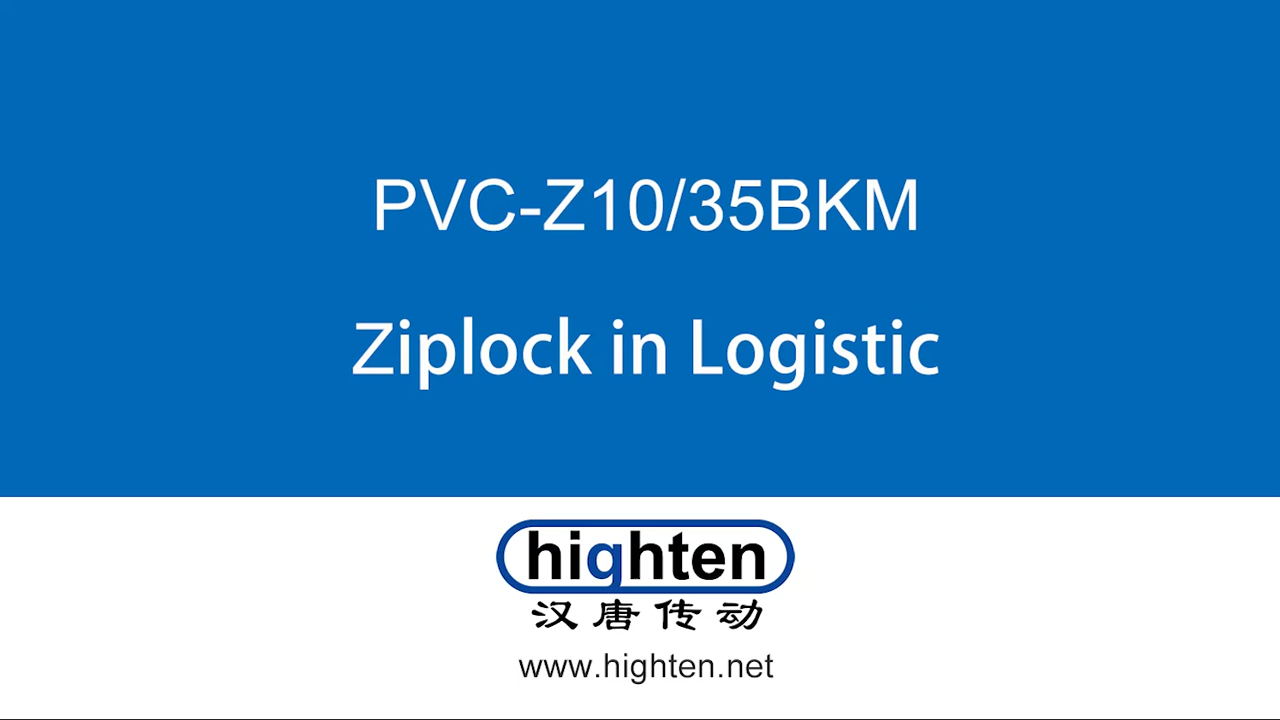 PVC-Z10/35BKM
Ziplock in Logistic
highten
汉唐传动
www.highten.net